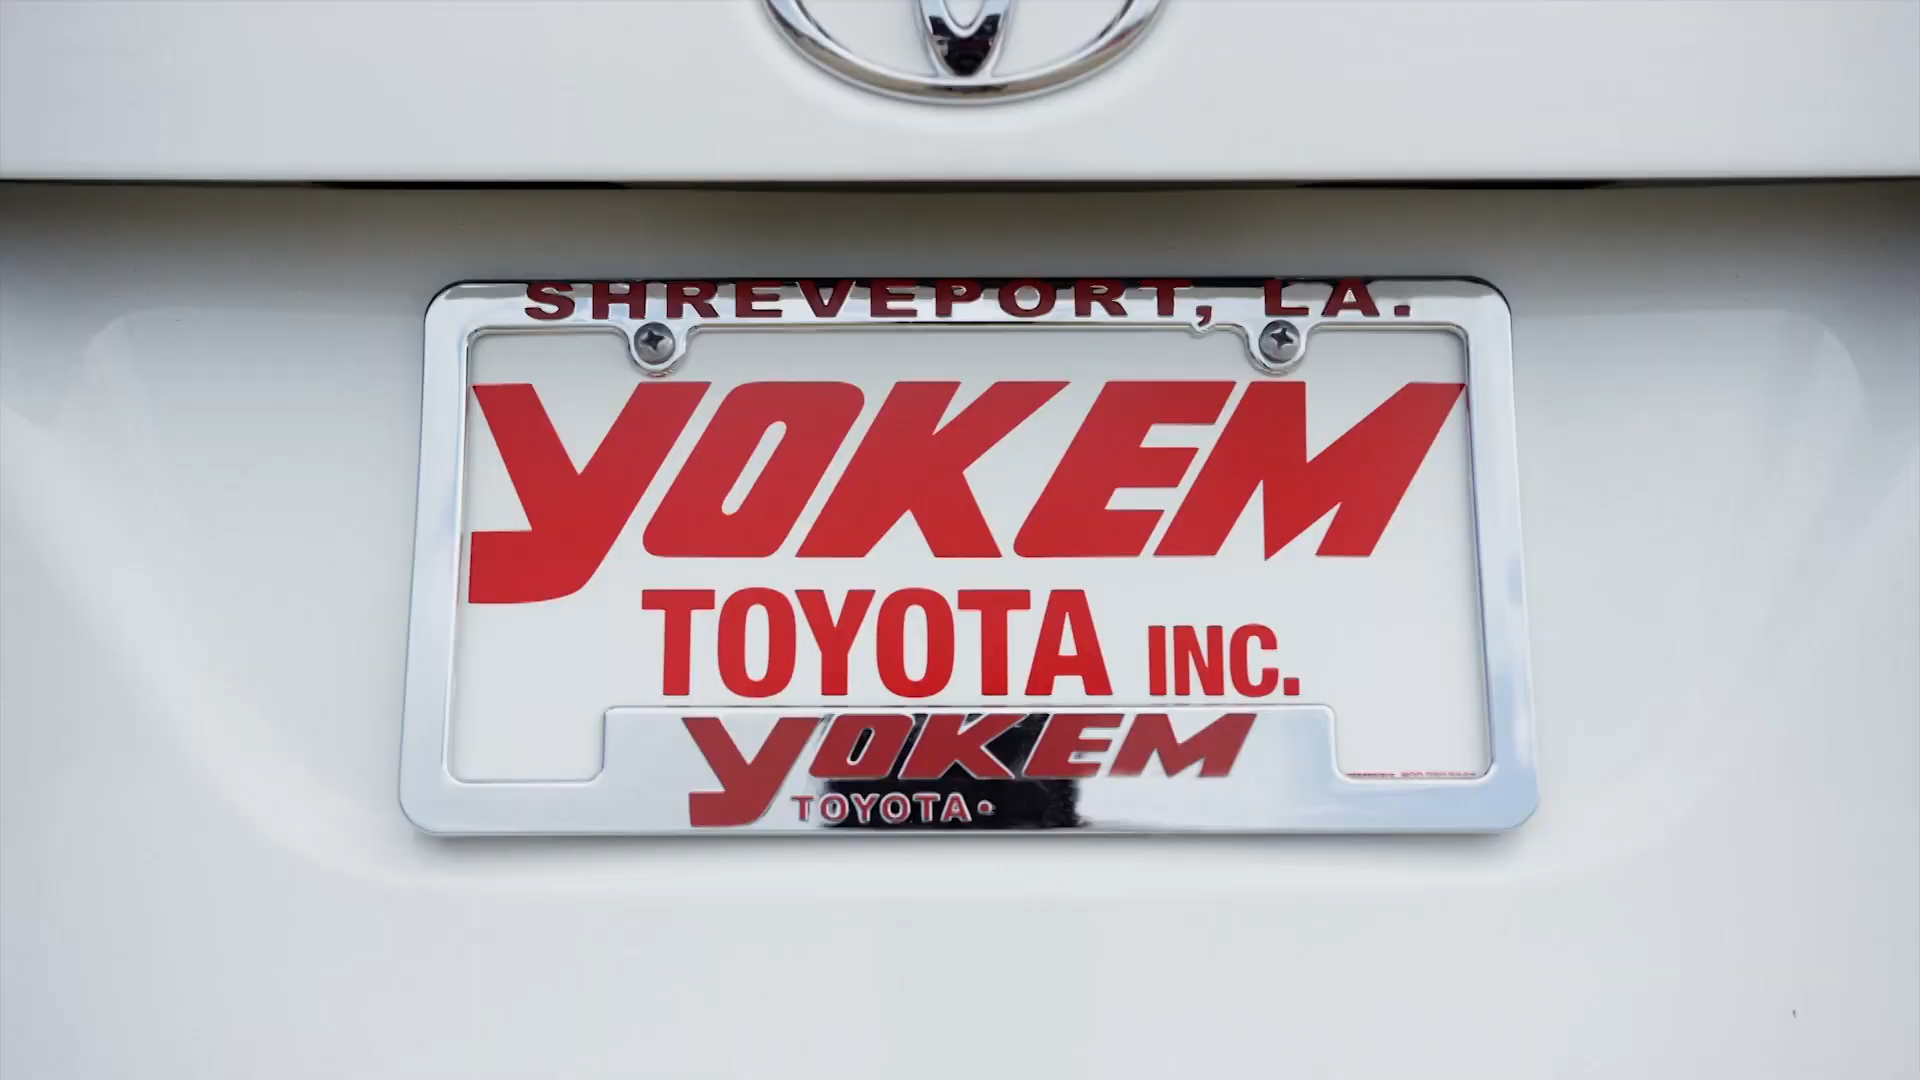 SHREVEPORT, LA.
YOKEM
TOYOTA INC.
YOKEM
TOYOTA